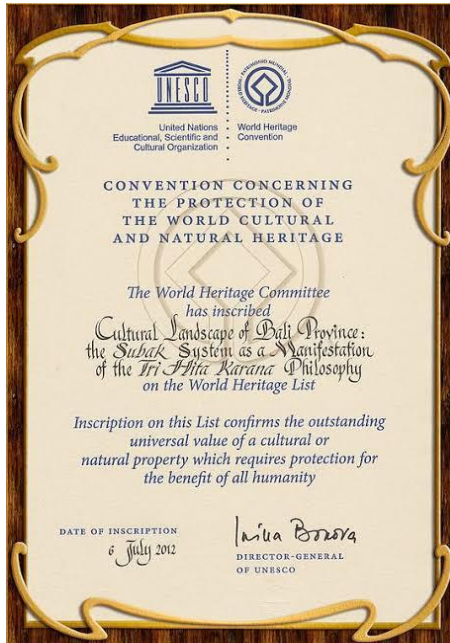 UNESCO
United Nations
Educational, Scientific and
Cultural Organization
PATRIMONIO MUNDIAL
World Heritage
Convention
CONVENTION CONCERNING
THE PROTECTION OF
THE WORLD CULTURAL
AND NATURAL HERITAGE
The World Heritage Committee
has inscribed
Cultural Landscape of Bali Province:
the Subak System as a Manifestation
of the Tri Hita Karana Philosophy
on the World Heritage List
Inscription on this List confirms the outstanding
universal value of a cultural or
natural property which requires protection for
the benefit of all humanity
DATE OF INSCRIPTION
6 July 2012
DIRECTOR-GENERAL
OF UNESCO